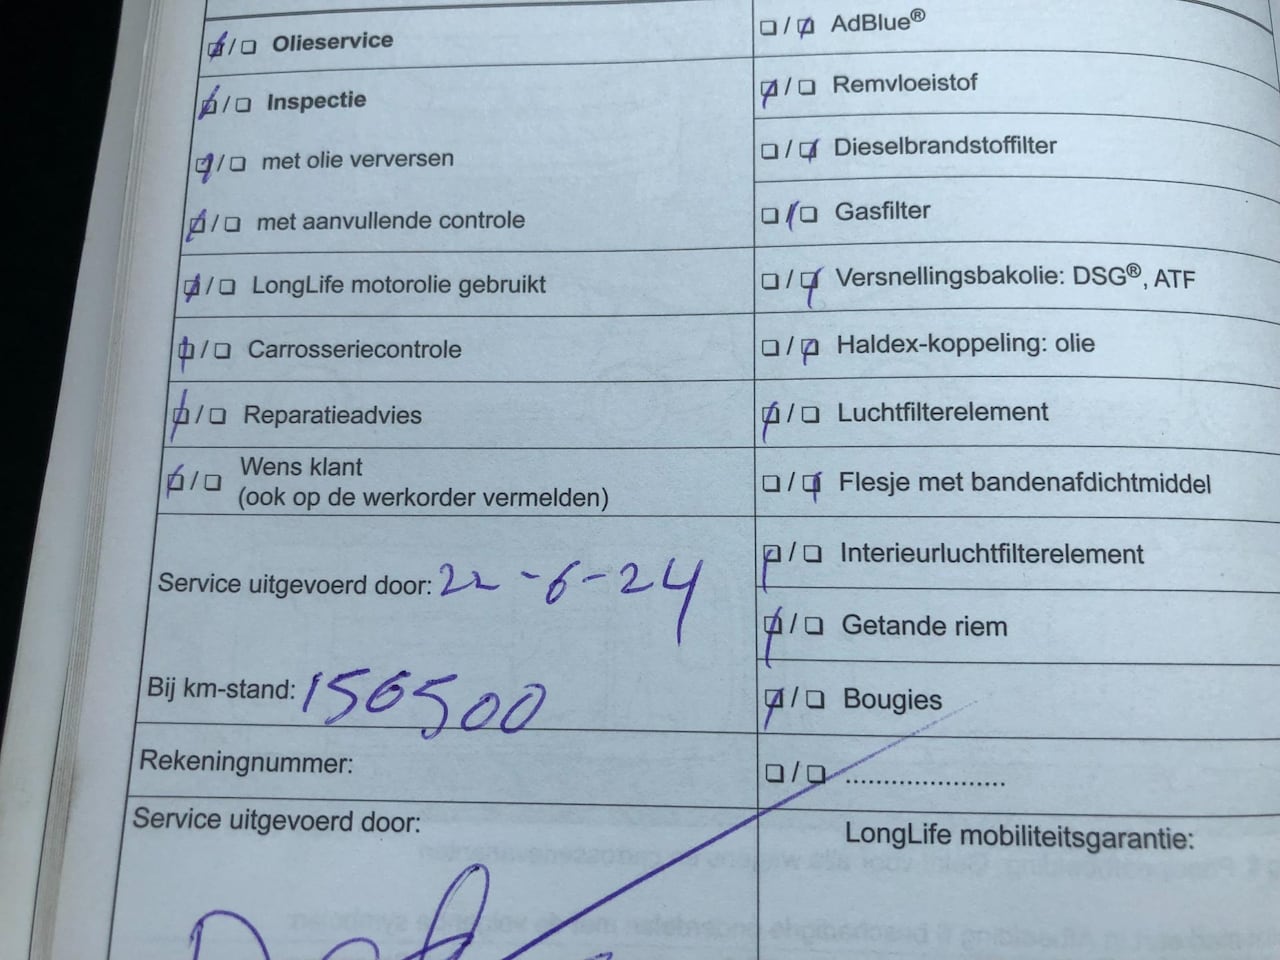 ☑/☐ Olieservice
☑/☐ Inspectie
☑/☐ met olie verversen
☑/☐ met aanvullende controle
☑/☐ LongLife motorolie gebruikt
☑/☐ Carrosseriecontrole
☑/☐ Reparatieadvies
☑/☐ Wens klant
(ook op de werkorder vermelden)
Service uitgevoerd door: 22-6-24
Bij km-stand: 156500
Rekeningnummer:
Service uitgevoerd door:
☐/☑ AdBlue®
☑/☐ Remvloeistof
☐/☑ Dieselbrandstoffilter
☐/☑ Gasfilter
☐/☑ Versnellingsbakolie: DSG®, ATF
☐/☑ Haldex-koppeling: olie
☑/☐ Luchtfilterelement
☐/☑ Flesje met bandenafdichtmiddel
☑/☐ Interieurluchtfilterelement
☑/☐ Getande riem
☑/☐ Bougies
☐/☐ .....................
LongLife mobiliteitsgarantie: